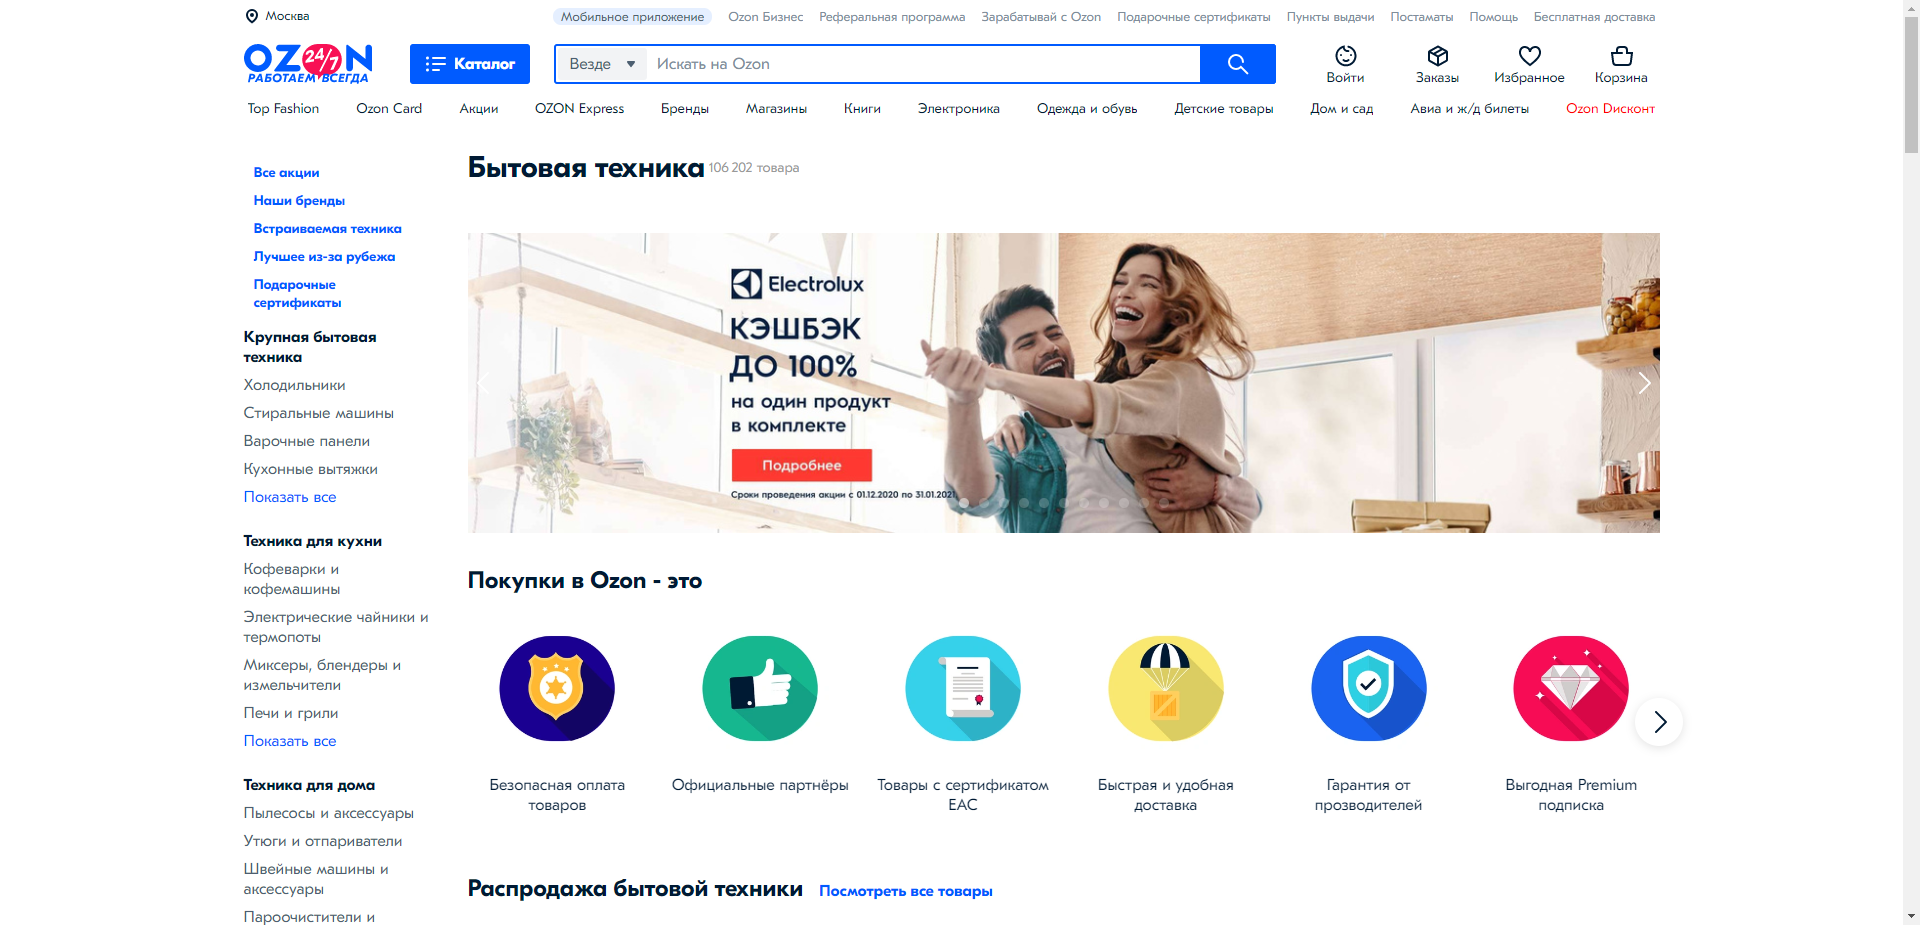 Москва
Мобильное приложение Ozon Бизнес Реферальная программа Зарабатывай с Ozon Подарочные сертификаты Пункты выдачи Постаматы Помощь Бесплатная доставка
OZON 24/7
РАБОТАЕМ ВСЕГДА
Каталог
Везде Искать на Ozon
Войти Заказы Избранное Корзина
Top Fashion Ozon Card Акции OZON Express Бренды Магазины Книги Электроника Одежда и обувь Детские товары Дом и сад Авиа и ж/д билеты Ozon Dисконт
Все акции
Наши бренды
Встраиваемая техника
Лучшее из-за рубежа
Подарочные
сертификаты
Крупная бытовая
техника
Холодильники
Стиральные машины
Варочные панели
Кухонные вытяжки
Показать все
Техника для кухни
Кофеварки и
кофемашины
Электрические чайники и
термопоты
Миксеры, блендеры и
измельчители
Печи и грили
Показать все
Техника для дома
Пылесосы и аксессуары
Утюги и отпариватели
Швейные машины и
аксессуары
Пароочистители и
Бытовая техника 106 202 товара
Electrolux
КЭШБЭК
ДО 100%
на один продукт
в комплекте
Подробнее
Сроки проведения акции с 01.12.2020 по 31.01.2021
Покупки в Ozon - это
Безопасная оплата
товаров
Официальные партнёры
Товары с сертификатом
EAC
Быстрая и удобная
доставка
Гарантия от
прозводителей
Выгодная Premium
подписка
Распродажа бытовой техники Посмотреть все товары